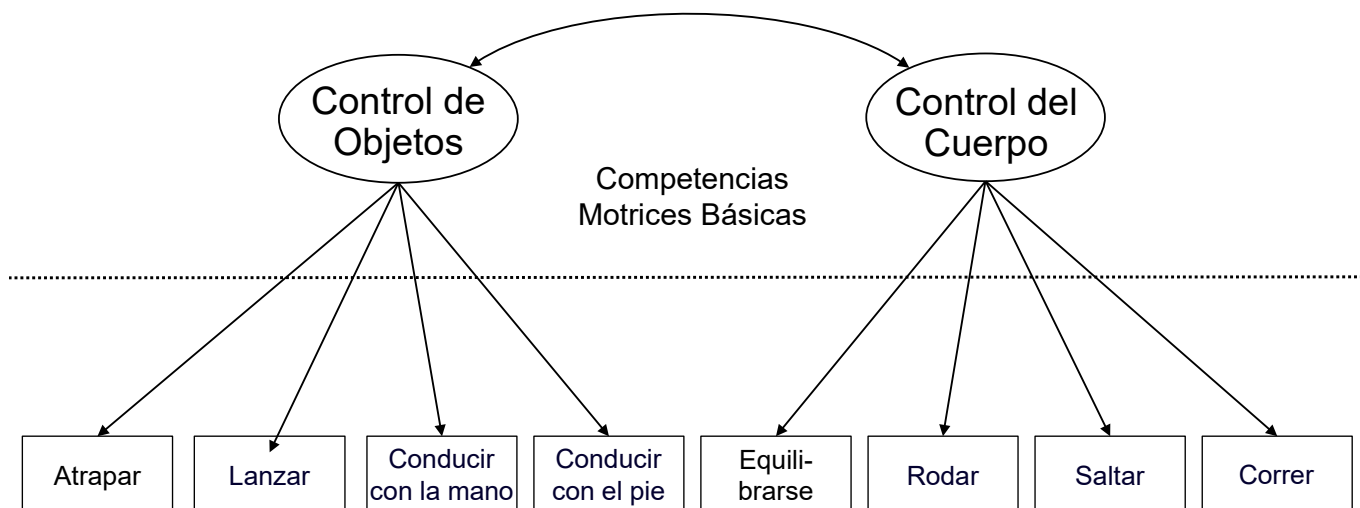 Control de
Objetos
Control del
Cuerpo
Competencias
Motrices Básicas
Atrapar
Lanzar
Conducir
con la mano
Conducir
con el pie
Equili-
brarse
Rodar
Saltar
Correr